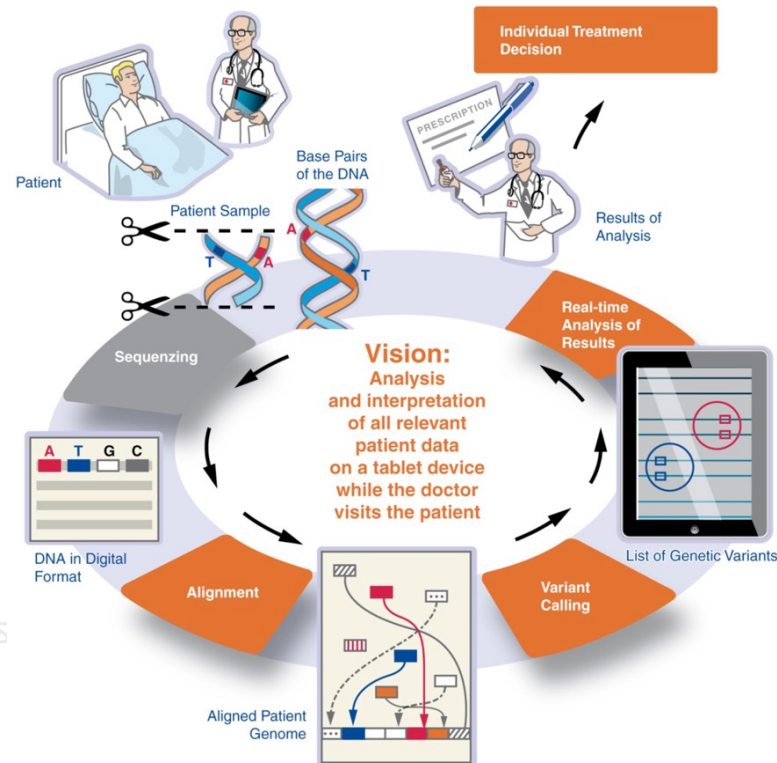 Individual Treatment
Decision
PRESCRIPTION
Patient
Base Pairs
of the DNA
Patient Sample
A
T
A
T
Results of
Analysis
Sequenzing
Real-time
Analysis of
Results
Vision:
Analysis
and interpretation
of all relevant
patient data
on a tablet device
while the doctor
visits the patient
A T G C
DNA in Digital
Format
List of Genetic Variants
Alignment
Variant
Calling
Aligned Patient
Genome